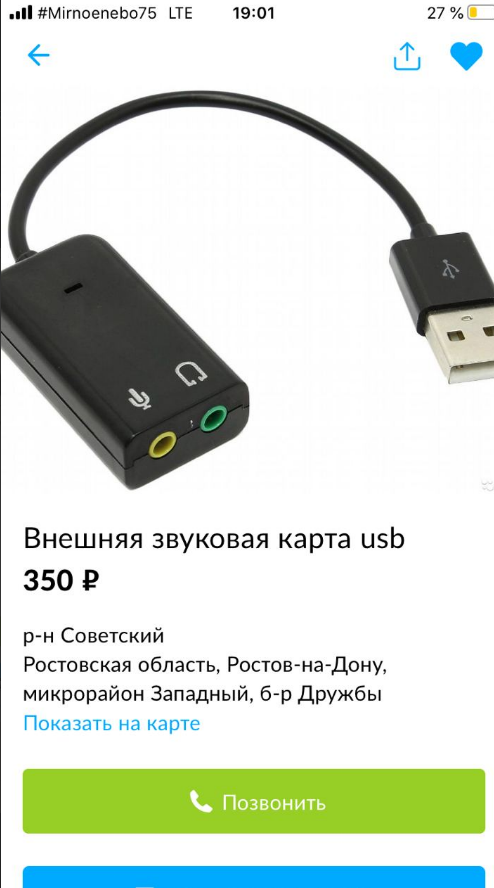 #Mirnoenebo75 LTE 19:01 27 %
Внешняя звуковая карта usb
350 ₽
р-н Советский
Ростовская область, Ростов-на-Дону,
микрорайон Западный, б-р Дружбы
Показать на карте
Позвонить